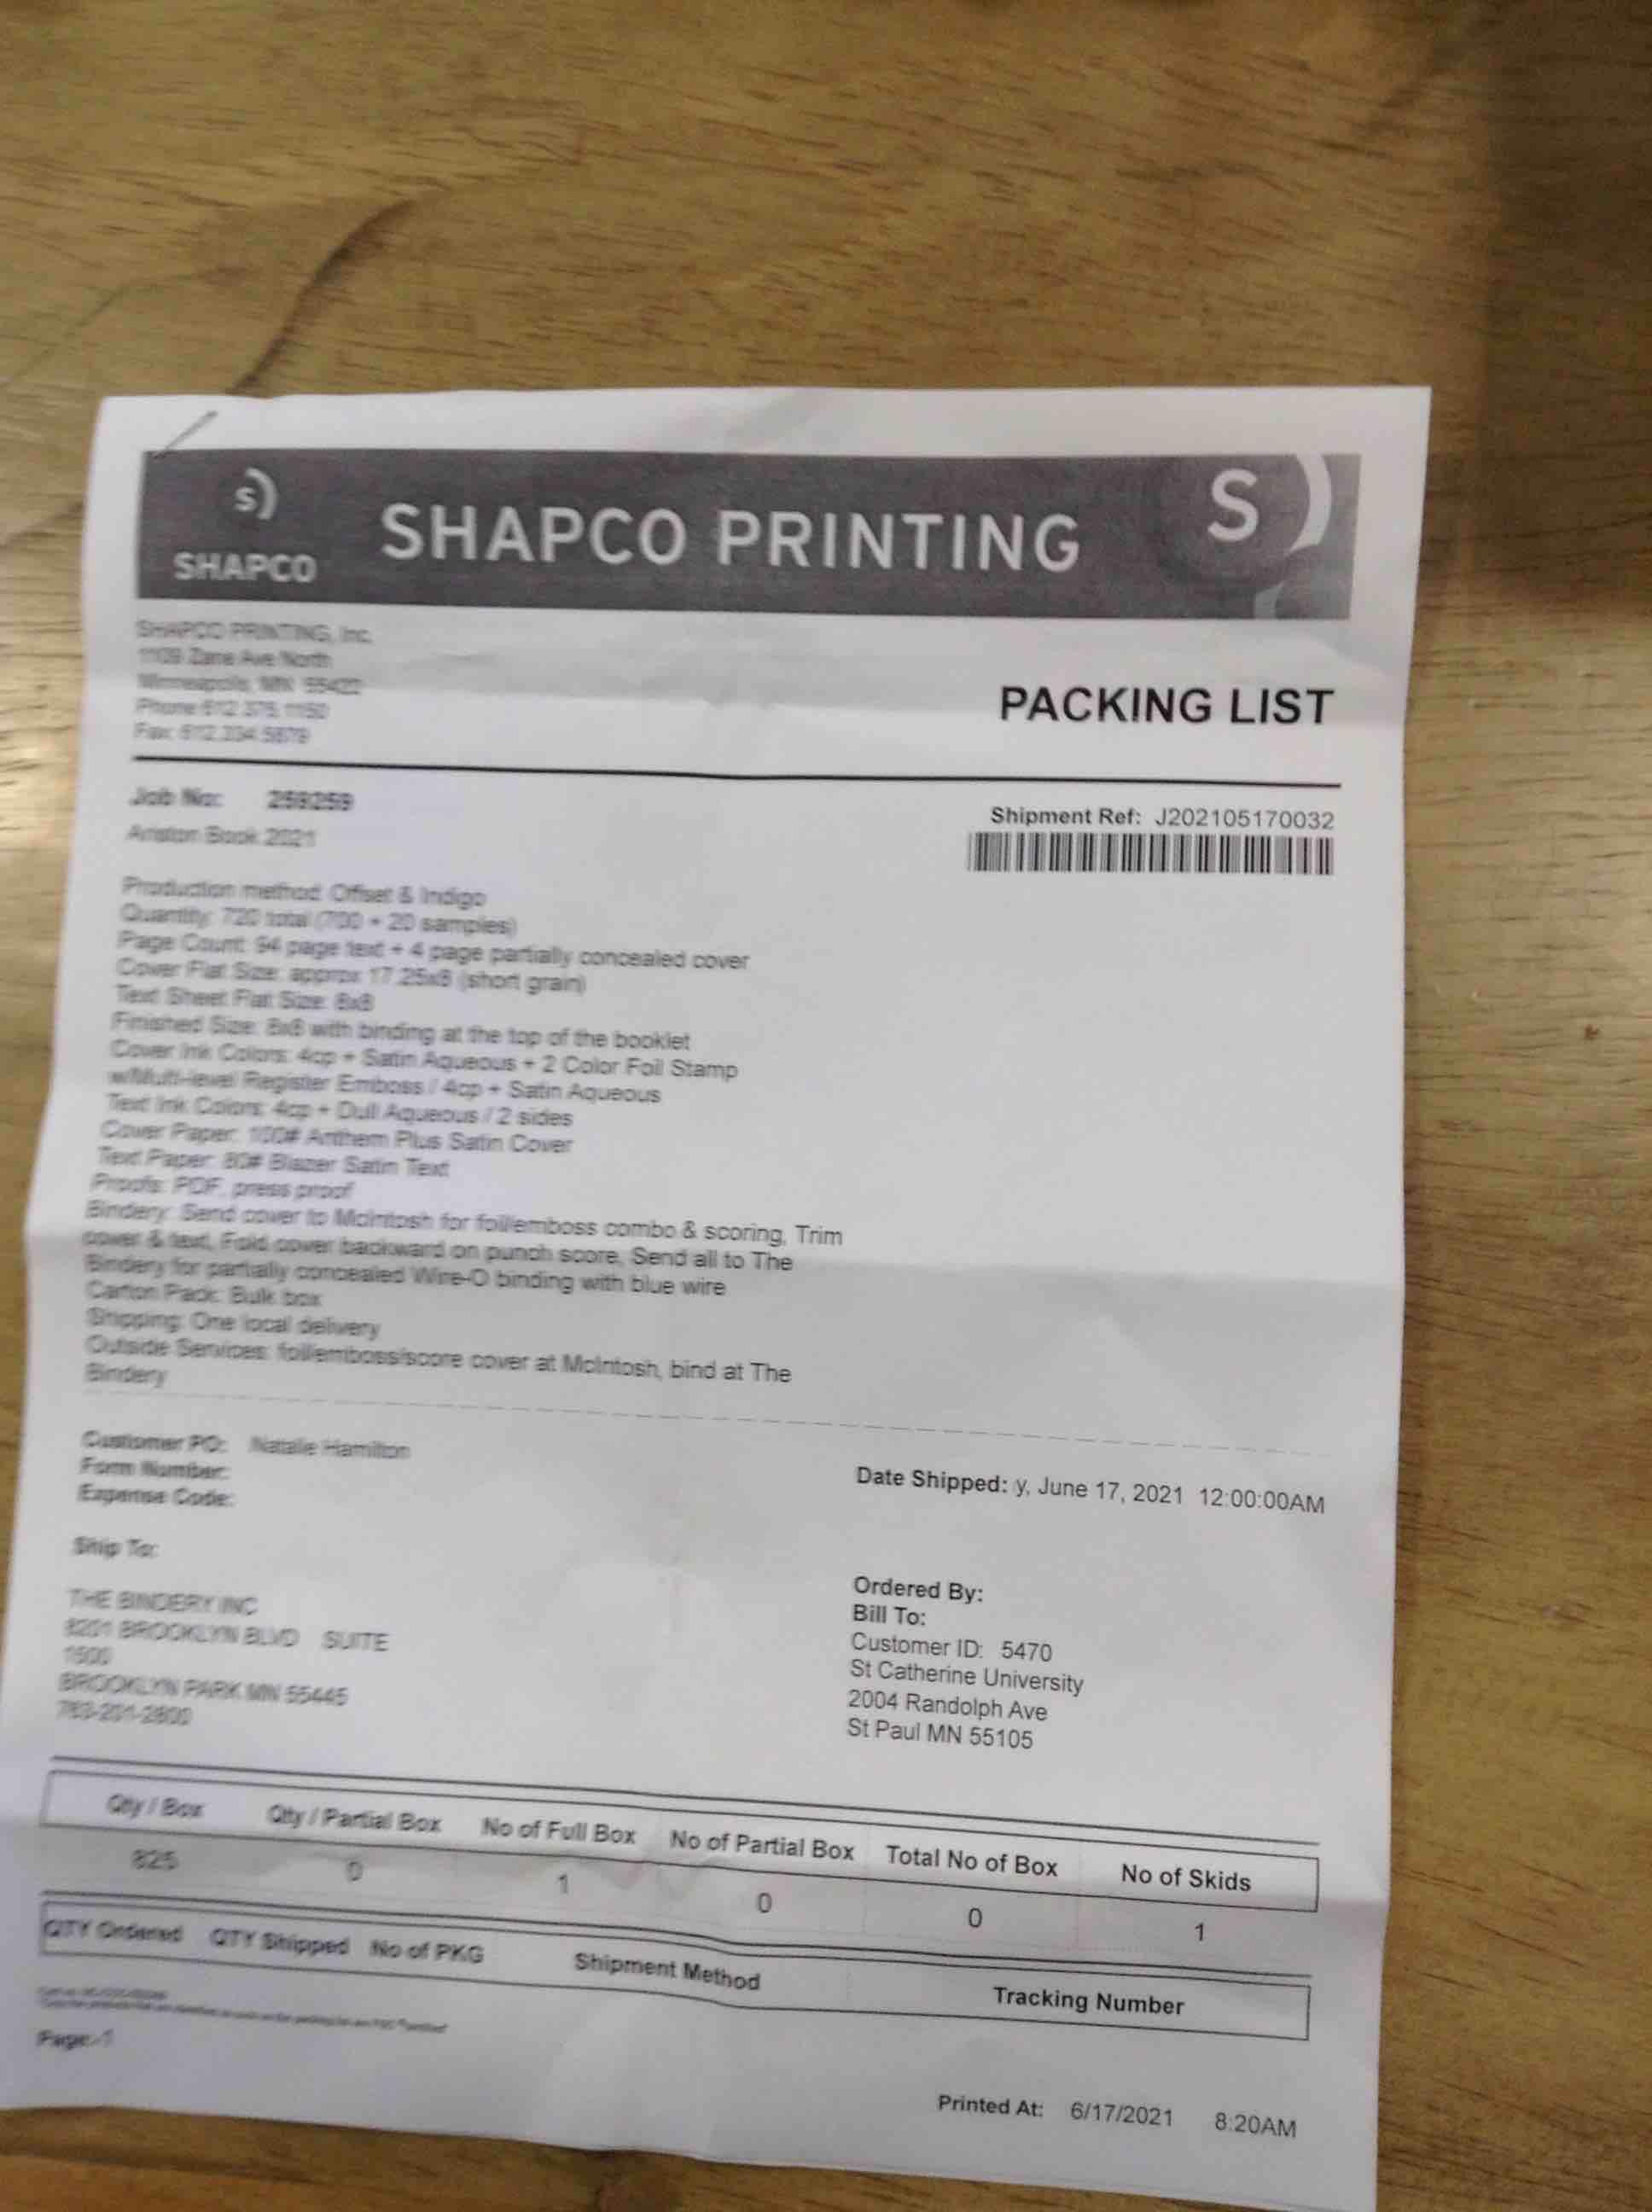 S
SHAPCO
SHAPCO PRINTING
S
SHAPCO PRINTING, Inc.
1109 Zane Ave North
Minneapolis, MN 55422
Phone 612.375.1150
Fax: 612.334.5879
PACKING LIST
Job No: 259259
Ariston Book 2021
Shipment Ref: J202105170032
Production method: Offset & Indigo
Quantity: 720 total (700 + 20 samples)
Page Count: 94 page text + 4 page partially concealed cover
Cover Flat Size: approx 17.25x8 (short grain)
Text Sheet Flat Size: 8x8
Finished Size: 8x8 with binding at the top of the booklet
Cover Ink Colors: 4cp + Satin Aqueous + 2 Color Foil Stamp
w/Multi-level Register Emboss / 4cp + Satin Aqueous
Text Ink Colors: 4cp + Dull Aqueous / 2 sides
Cover Paper: 100# Anthem Plus Satin Cover
Text Paper: 80# Blazer Satin Text
Proofs: PDF, press proof
Bindery: Send cover to McIntosh for foil/emboss combo & scoring, Trim
cover & text, Fold cover backward on punch score, Send all to The
Bindery for partially concealed Wire-O binding with blue wire
Carton Pack: Bulk box
Shipping: One local delivery
Outside Services: foil/emboss/score cover at McIntosh, bind at The
Bindery
Customer PO: Natalie Hamilton
Form Number:
Expense Code:
Date Shipped: y, June 17, 2021 12:00:00AM
Ship To:
THE BINDERY INC
8201 BROOKLYN BLVD SUITE
1600
BROOKLYN PARK MN 55445
763-201-2800
Ordered By:
Bill To:
Customer ID: 5470
St Catherine University
2004 Randolph Ave
St Paul MN 55105
Qty / Box Qty / Partial Box No of Full Box No of Partial Box Total No of Box No of Skids
825 0 1 0 0 1
QTY Ordered QTY Shipped No of PKG Shipment Method Tracking Number
Page:-1
Printed At: 6/17/2021 8:20AM